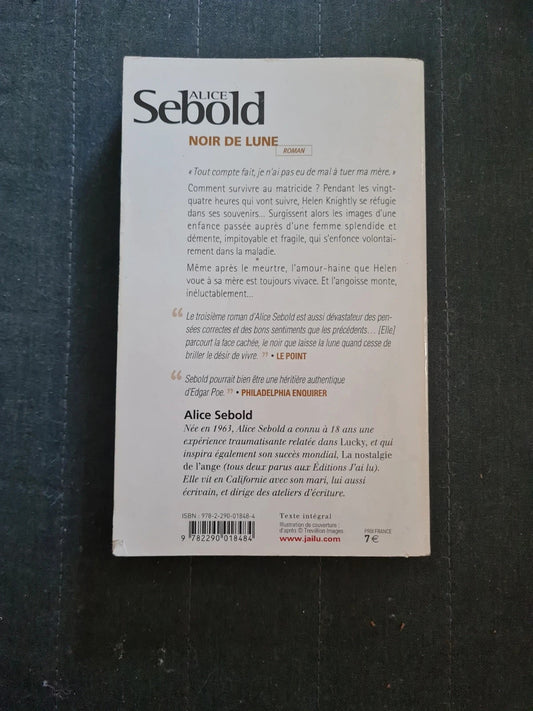 ALICE
Sebold
NOIR DE LUNE
ROMAN
« Tout compte fait, je n'ai pas eu de mal à tuer ma mère. »
Comment survivre au matricide ? Pendant les vingt-
quatre heures qui vont suivre, Helen Knightly se réfugie
dans ses souvenirs... Surgissent alors les images d'une
enfance passée auprès d'une femme splendide et
démente, impitoyable et fragile, qui s'enfonce volontai-
rement dans la maladie.
Même après le meurtre, l'amour-haine que Helen
voue à sa mère est toujours vivace. Et l'angoisse monte,
inéluctablement...
“ Le troisième roman d'Alice Sebold est aussi dévastateur des pen-
sées correctes et des bons sentiments que les précédents... [Elle]
parcourt la face cachée, le noir que laisse la lune quand cesse de
briller le désir de vivre. ” • LE POINT
“ Sebold pourrait bien être une héritière authentique
d'Edgar Poe. ” • PHILADELPHIA ENQUIRER
Alice Sebold
Née en 1963, Alice Sebold a connu à 18 ans une
expérience traumatisante relatée dans Lucky, et qui
inspira également son succès mondial, La nostalgie
de l'ange (tous deux parus aux Éditions J'ai lu).
Elle vit en Californie avec son mari, lui aussi
écrivain, et dirige des ateliers d'écriture.
ISBN : 978-2-290-01848-4
9 782290 018484
Texte intégral
Illustration de couverture :
d'après © Trevillion Images
www.jailu.com
PRIX FRANCE
7 €